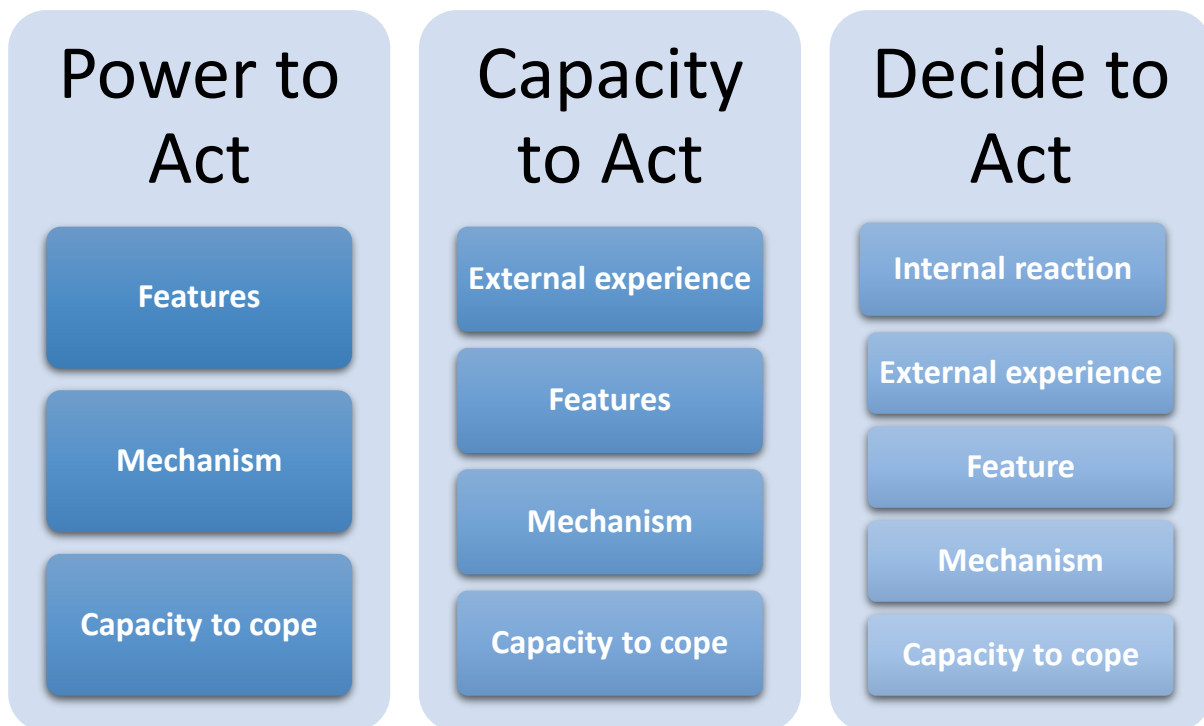 Power to
Act
Features
Mechanism
Capacity to cope
Capacity
to Act
External experience
Features
Mechanism
Capacity to cope
Decide to
Act
Internal reaction
External experience
Feature
Mechanism
Capacity to cope